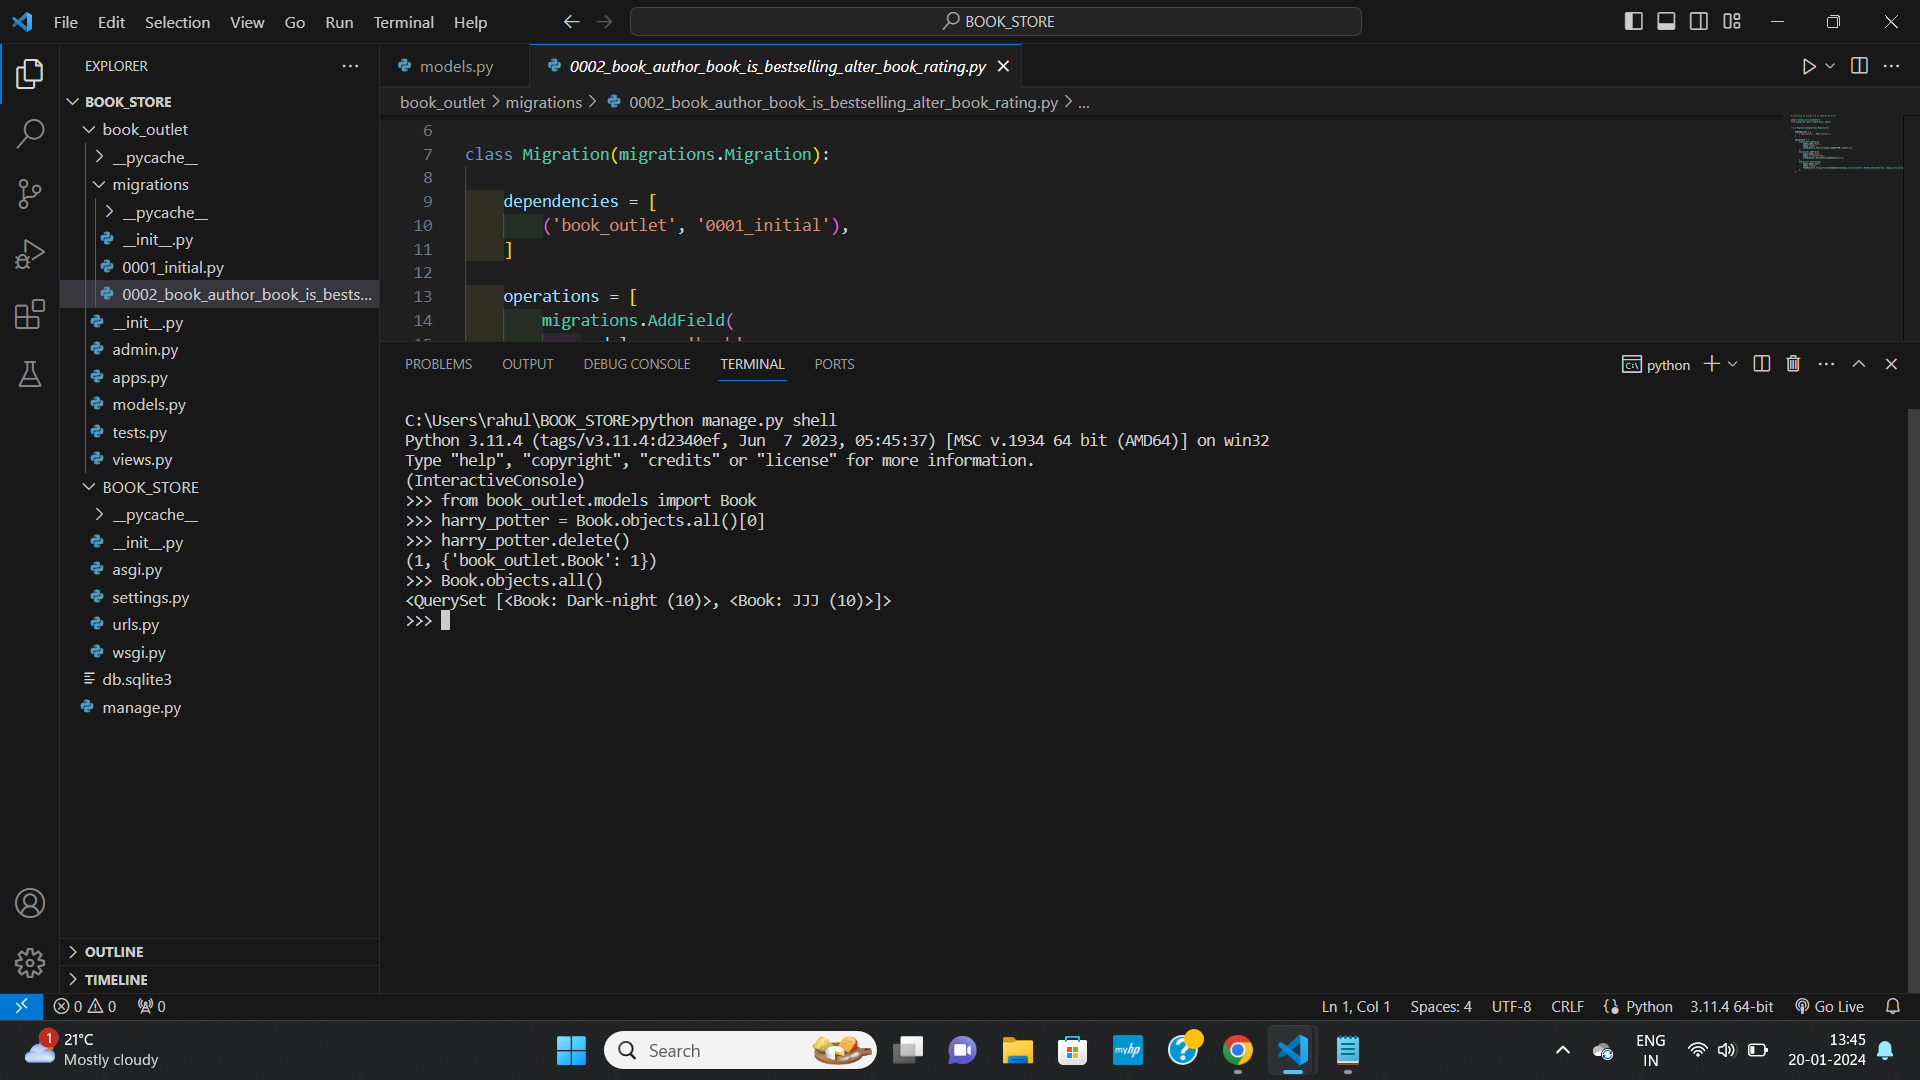 File Edit Selection View Go Run Terminal Help
BOOK_STORE
EXPLORER
BOOK_STORE
book_outlet
__pycache__
migrations
__pycache__
__init__.py
0001_initial.py
0002_book_author_book_is_bests...
__init__.py
admin.py
apps.py
models.py
tests.py
views.py
BOOK_STORE
__pycache__
__init__.py
asgi.py
settings.py
urls.py
wsgi.py
db.sqlite3
manage.py
OUTLINE
TIMELINE
models.py
0002_book_author_book_is_bestselling_alter_book_rating.py
book_outlet > migrations > 0002_book_author_book_is_bestselling_alter_book_rating.py > ...
6
7 class Migration(migrations.Migration):
8
9 dependencies = [
10 ('book_outlet', '0001_initial'),
11 ]
12
13 operations = [
14 migrations.AddField(
PROBLEMS OUTPUT DEBUG CONSOLE TERMINAL PORTS
python
C:\Users\rahul\BOOK_STORE>python manage.py shell
Python 3.11.4 (tags/v3.11.4:d2340ef, Jun  7 2023, 05:45:37) [MSC v.1934 64 bit (AMD64)] on win32
Type "help", "copyright", "credits" or "license" for more information.
(InteractiveConsole)
>>> from book_outlet.models import Book
>>> harry_potter = Book.objects.all()[0]
>>> harry_potter.delete()
(1, {'book_outlet.Book': 1})
>>> Book.objects.all()
<QuerySet [<Book: Dark-night (10)>, <Book: JJJ (10)>]>
>>>
0 0 0
Ln 1, Col 1 Spaces: 4 UTF-8 CRLF Python 3.11.4 64-bit Go Live
1
21°C
Mostly cloudy
Search
myhp
ENG
IN
13:45
20-01-2024